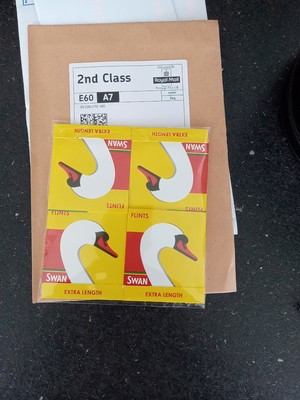 2nd Class
Royal Mail
E60 A7
EXTRA LENGTH
EXTRA LENGTH
SWAN
SWAN
FLINTS
FLINTS
FLINTS
FLINTS
SWAN
SWAN
EXTRA LENGTH
EXTRA LENGTH